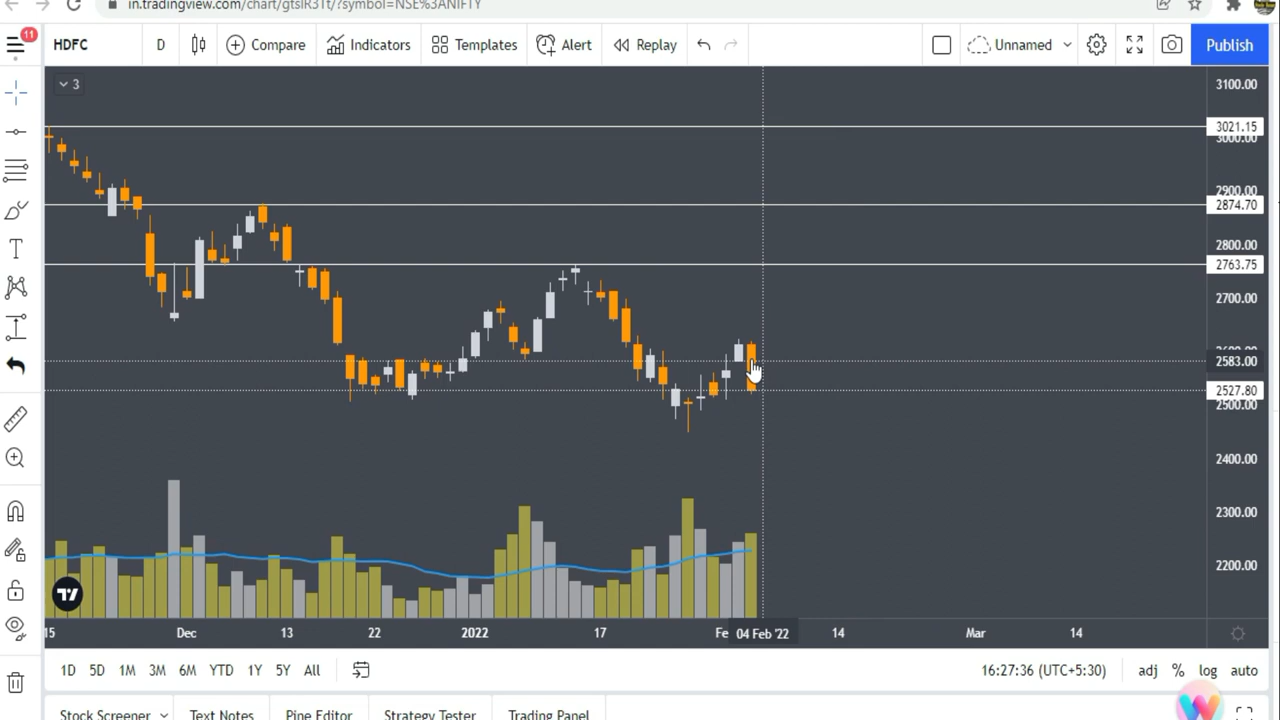 in.tradingview.com/chart/gtsIR3Tt/?symbol=NSE%3ANIFTY
11
HDFC
D
Compare
Indicators
Templates
Alert
Replay
Unnamed
Publish
3
3100.00
3021.15
3000.00
2900.00
2874.70
2800.00
2763.75
2700.00
2583.00
2527.80
2500.00
2400.00
2300.00
2200.00
15 Dec 13 22 2022 17 Fe 04 Feb '22 14 Mar 14
1D 5D 1M 3M 6M YTD 1Y 5Y All 16:27:36 (UTC+5:30) adj % log auto
Stock Screener Text Notes Pine Editor Strategy Tester Trading Panel